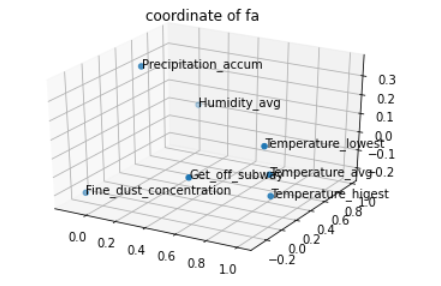 coordinate of fa
Precipitation_accum
Humidity_avg
Temperature_lowest
Get_off_subway
Temperature_avg
Fine_dust_concentration
Temperature_higest
0.3
0.2
0.1
0.0
−0.1
−0.2
0.0
0.2
0.4
0.6
0.8
1.0
−0.2
0.0
0.2
0.4
0.6
0.8
1.0